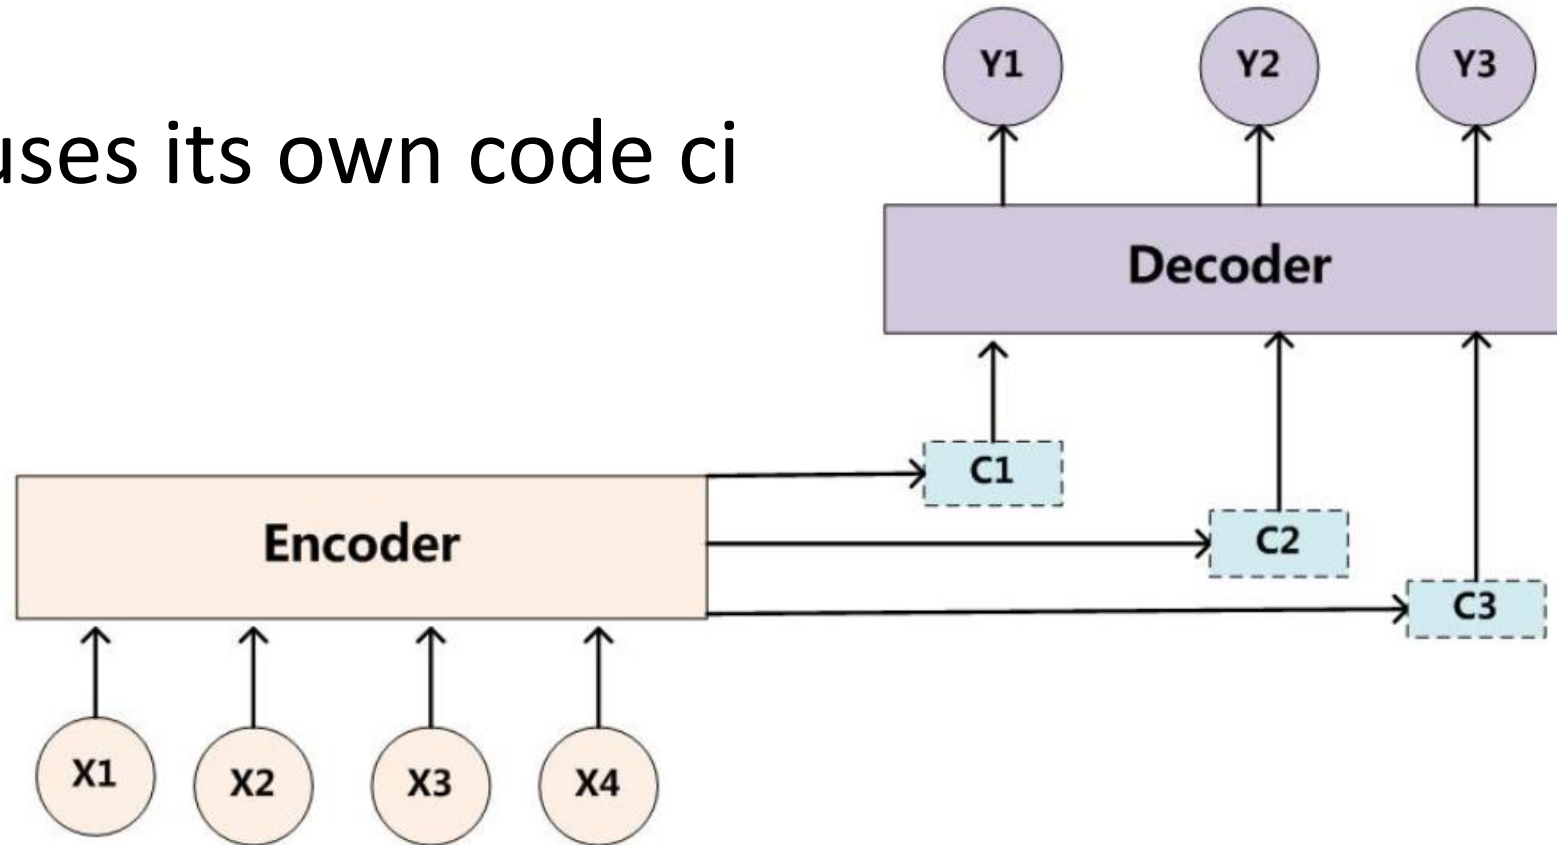 uses its own code ci
Y1 Y2 Y3
Decoder
C1
Encoder
C2
C3
X1 X2 X3 X4